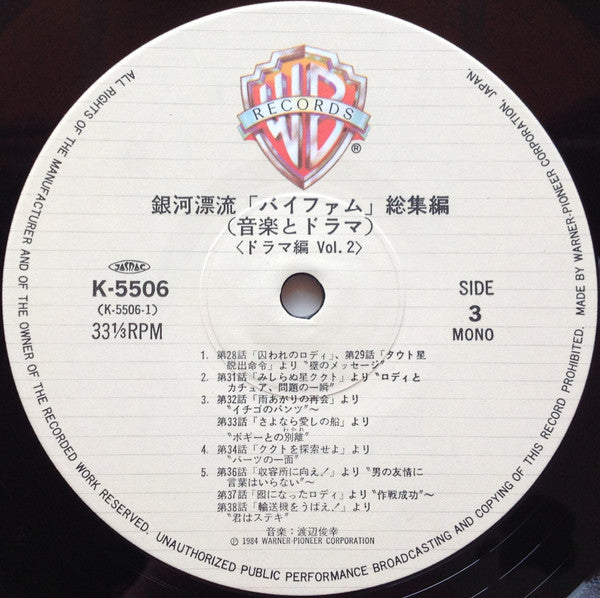 WB
RECORDS
®
銀河漂流「バイファム」総集編
(音楽とドラマ)
〈ドラマ編 Vol.2〉
JASRAC
K-5506
(K-5506-1)
33⅓RPM
SIDE
3
MONO
1. 第28話「囚われのロディ」、第29話「タウト星
脱出命令」より〝壁のメッセージ〟
2. 第31話「みしらぬ星ククト」より〝ロディと
カチュア、問題の一瞬〟
3. 第32話「雨あがりの再会」より
〝イチゴのパンツ〟~
第33話「さよなら愛しの船」より
〝ボギーとの別離〟
わかれ
4. 第34話「ククトを探索せよ」より
〝バーツの一面〟
5. 第36話「収容所に向え!」より〝男の友情に
言葉はいらない〟~
第37話「囮になったロディ」より〝作戦成功〟~
第38話「輸送機をうばえ!」より
〝君はステキ〟
音楽:渡辺俊幸
Ⓟ 1984 WARNER-PIONEER CORPORATION
ALL RIGHTS OF THE MANUFACTURER AND OF THE OWNER OF THE RECORDED WORK RESERVED. UNAUTHORIZED PUBLIC PERFORMANCE BROADCASTING AND COPYING OF THIS RECORD PROHIBITED. MADE BY WARNER-PIONEER CORPORATION, JAPAN.